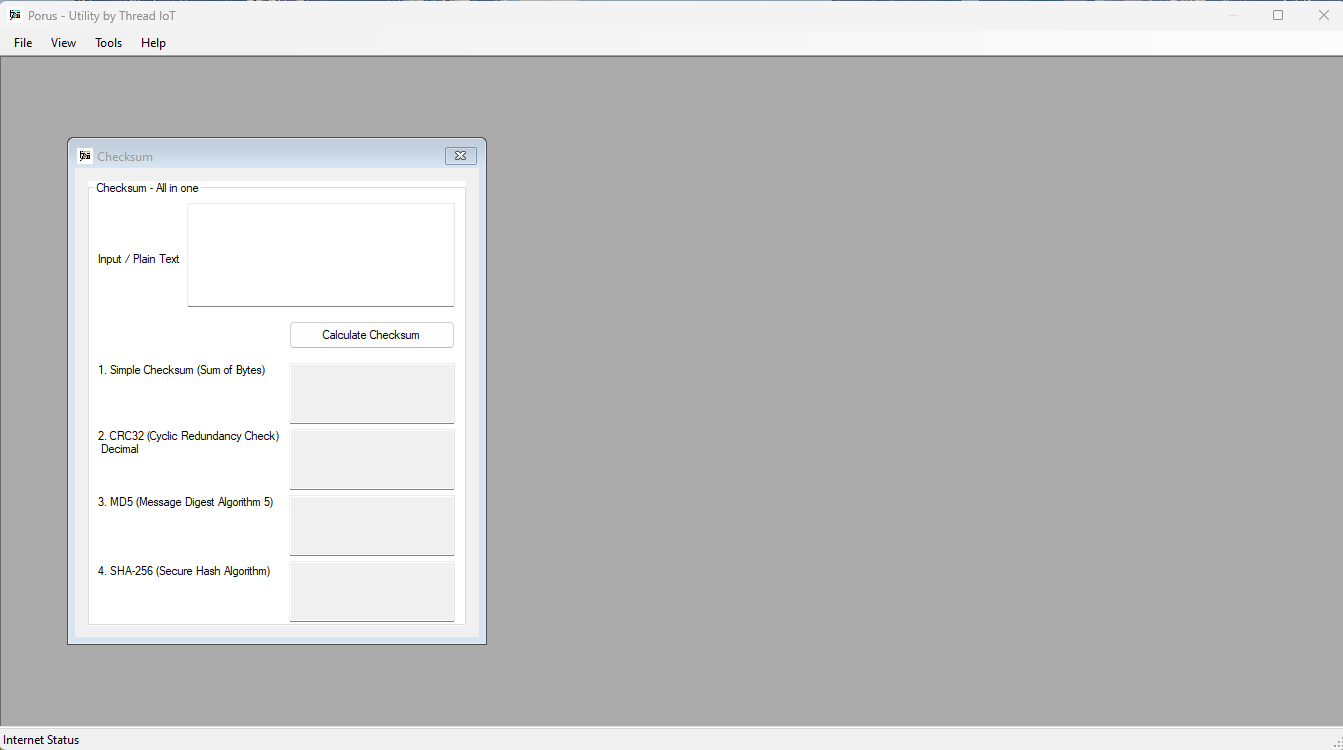 Porus - Utility by Thread IoT
File View Tools Help
Checksum
Checksum - All in one
Input / Plain Text
Calculate Checksum
1. Simple Checksum (Sum of Bytes)
2. CRC32 (Cyclic Redundancy Check)
Decimal
3. MD5 (Message Digest Algorithm 5)
4. SHA-256 (Secure Hash Algorithm)
Internet Status